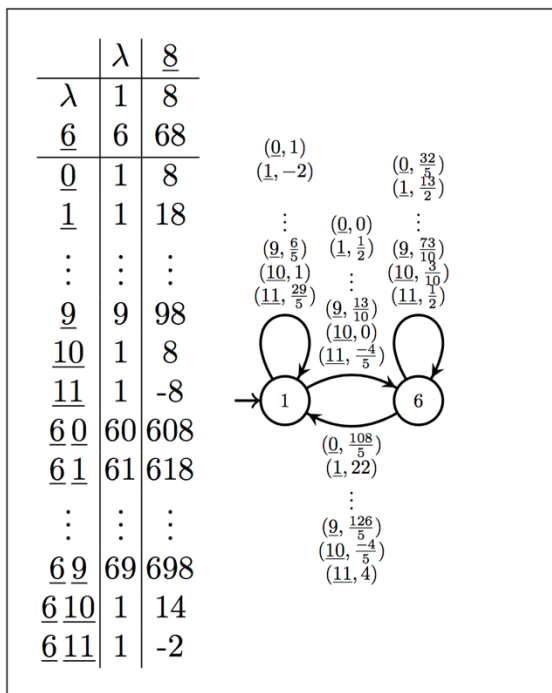 λ 8
λ 1 8
6 6 68
0 1 8
1 1 18
⋮ ⋮ ⋮
9 9 98
10 1 8
11 1 -8
6 0 60 608
6 1 61 618
⋮ ⋮ ⋮
6 9 69 698
6 10 1 14
6 11 1 -2
(0, 1)
(1, -2)
⋮
(9, 6/5)
(10, 1)
(11, 29/5)
(0, 0)
(1, 1/2)
⋮
(9, 13/10)
(10, 0)
(11, -4/5)
(0, 32/5)
(1, 13/2)
⋮
(9, 73/10)
(10, 3/10)
(11, 1/2)
1
6
(0, 108/5)
(1, 22)
⋮
(9, 126/5)
(10, -4/5)
(11, 4)